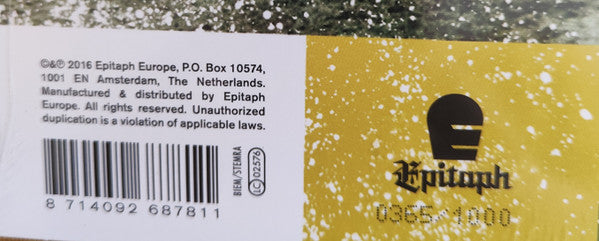 ©&℗ 2016 Epitaph Europe, P.O. Box 10574,
1001 EN Amsterdam, The Netherlands.
Manufactured & distributed by Epitaph
Europe. All rights reserved. Unauthorized
duplication is a violation of applicable laws.
8 714092 687811
BIEM/STEMRA
LC 02576
E
Epitaph
0365/1000